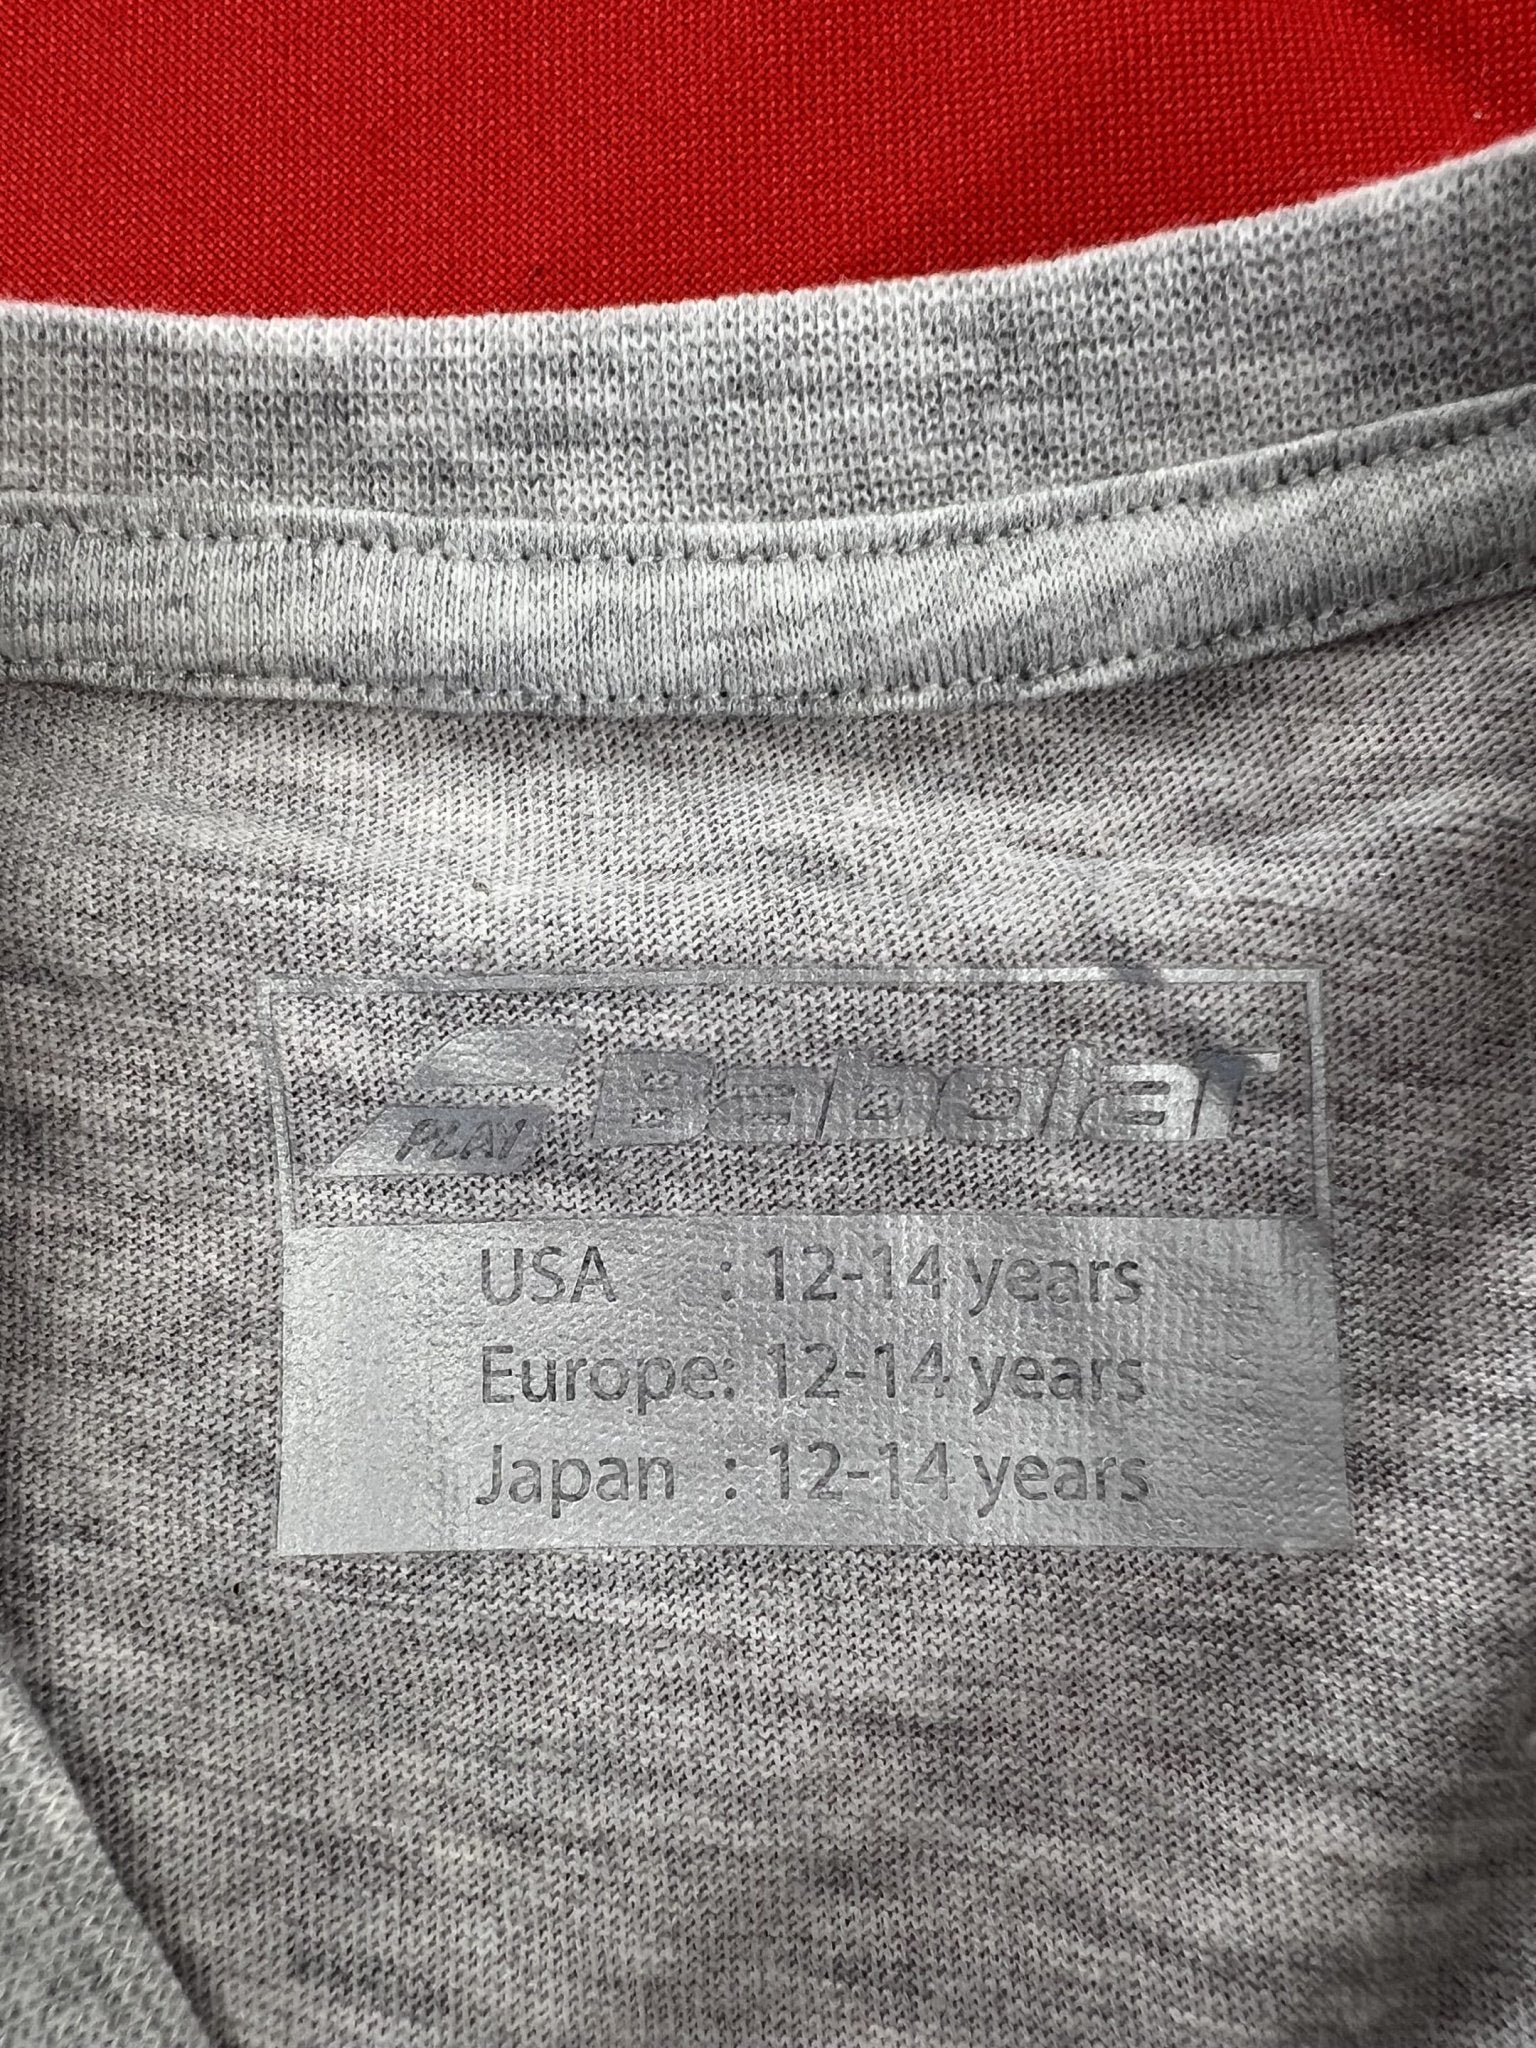 PLAY Babolat
USA : 12-14 years
Europe: 12-14 years
Japan : 12-14 years